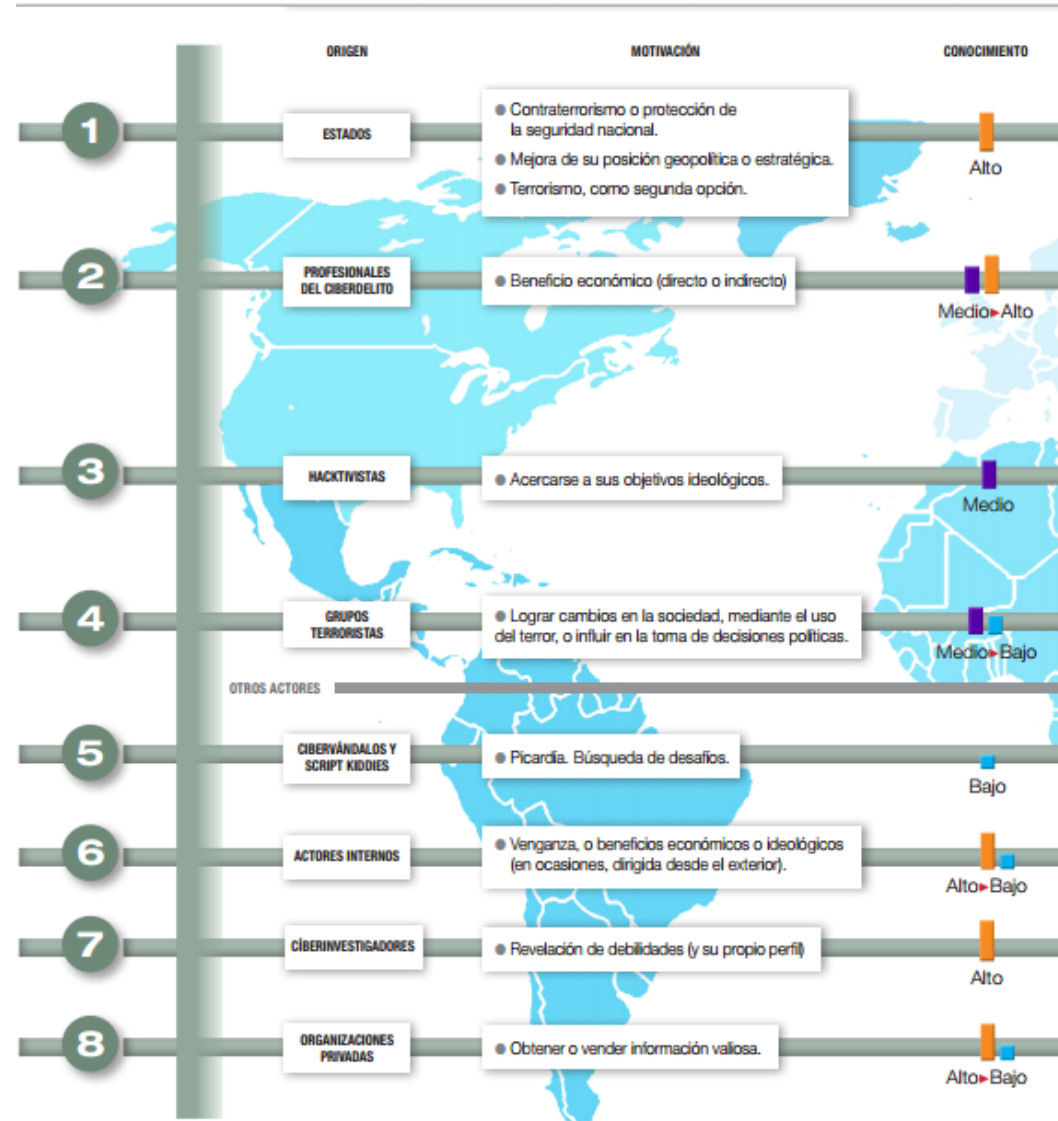 ORIGEN
MOTIVACIÓN
CONOCIMIENTO
1
ESTADOS
● Contraterrorismo o protección de
la seguridad nacional.
● Mejora de su posición geopolítica o estratégica.
● Terrorismo, como segunda opción.
Alto
2
PROFESIONALES
DEL CIBERDELITO
● Beneficio económico (directo o indirecto)
Medio▸Alto
3
HACKTIVISTAS
● Acercarse a sus objetivos ideológicos.
Medio
4
GRUPOS
TERRORISTAS
● Lograr cambios en la sociedad, mediante el uso
del terror, o influir en la toma de decisiones políticas.
Medio▸Bajo
OTROS ACTORES
5
CIBERVÁNDALOS Y
SCRIPT KIDDIES
● Picardía. Búsqueda de desafíos.
Bajo
6
ACTORES INTERNOS
● Venganza, o beneficios económicos o ideológicos
(en ocasiones, dirigida desde el exterior).
Alto▸Bajo
7
CÍBERINVESTIGADORES
● Revelación de debilidades (y su propio perfil)
Alto
8
ORGANIZACIONES
PRIVADAS
● Obtener o vender información valiosa.
Alto▸Bajo